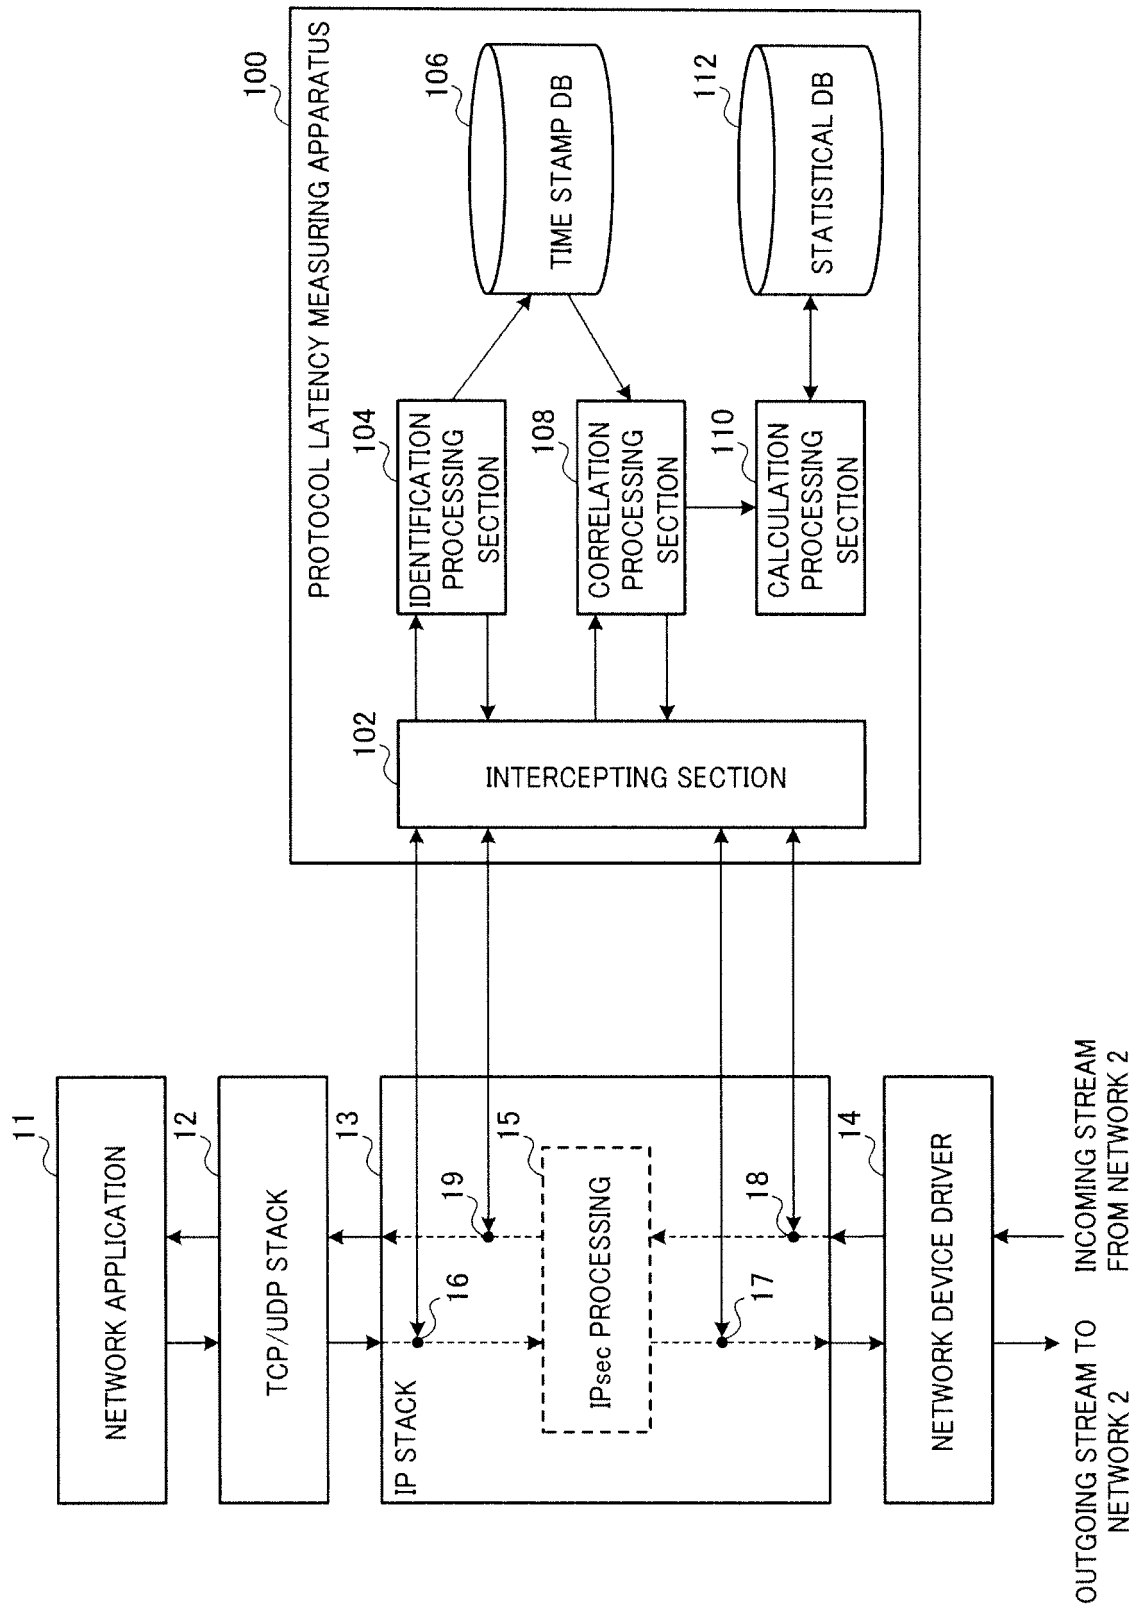 100
PROTOCOL LATENCY MEASURING APPARATUS
102
INTERCEPTING SECTION
104
IDENTIFICATION
PROCESSING
SECTION
106
TIME STAMP DB
108
CORRELATION
PROCESSING
SECTION
110
CALCULATION
PROCESSING
SECTION
112
STATISTICAL DB
11
NETWORK APPLICATION
12
TCP/UDP STACK
13
IP STACK
16
19
15
IPsec PROCESSING
17
18
14
NETWORK DEVICE DRIVER
OUTGOING STREAM TO
NETWORK 2
INCOMING STREAM
FROM NETWORK 2